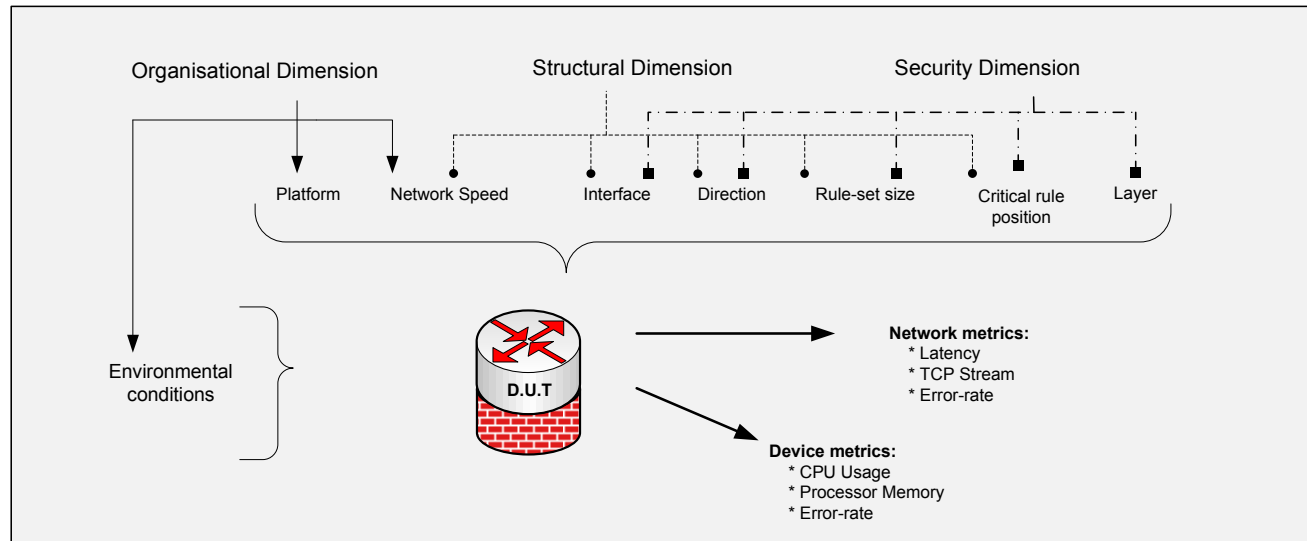 Organisational Dimension
Structural Dimension
Security Dimension
Platform
Network Speed
Interface
Direction
Rule-set size
Critical rule
position
Layer
Environmental
conditions
D.U.T
Network metrics:
* Latency
* TCP Stream
* Error-rate
Device metrics:
* CPU Usage
* Processor Memory
* Error-rate